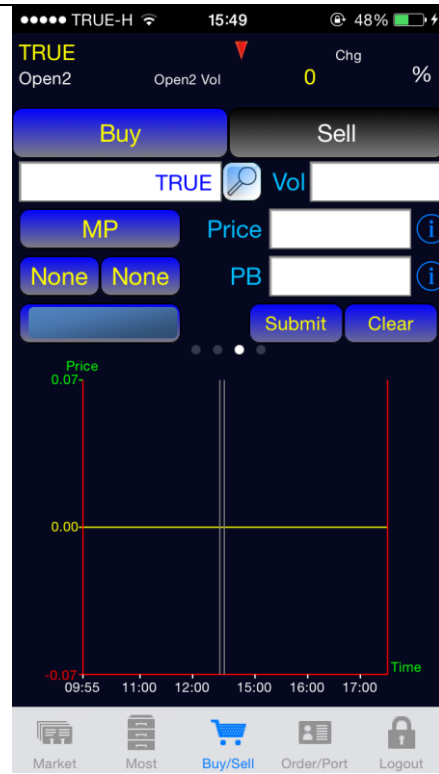 TRUE-H 15:49 48%
TRUE Chg
Open2 Open2 Vol 0 %
Buy Sell
TRUE Vol
MP Price i
None None PB i
Submit Clear
Price
0.07
0.00
-0.07
Time
09:55 11:00 12:00 15:00 16:00 17:00
Market Most Buy/Sell Order/Port Logout